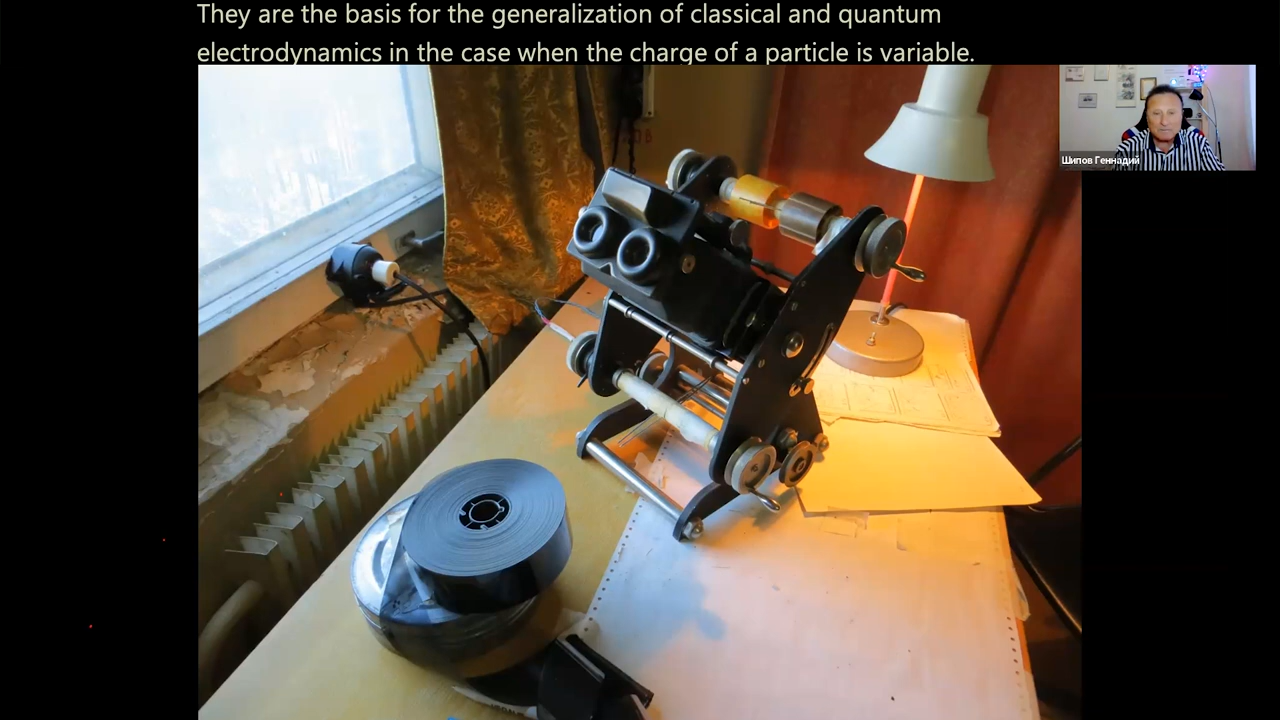 They are the basis for the generalization of classical and quantum
electrodynamics in the case when the charge of a particle is variable.
Шипов Геннадий